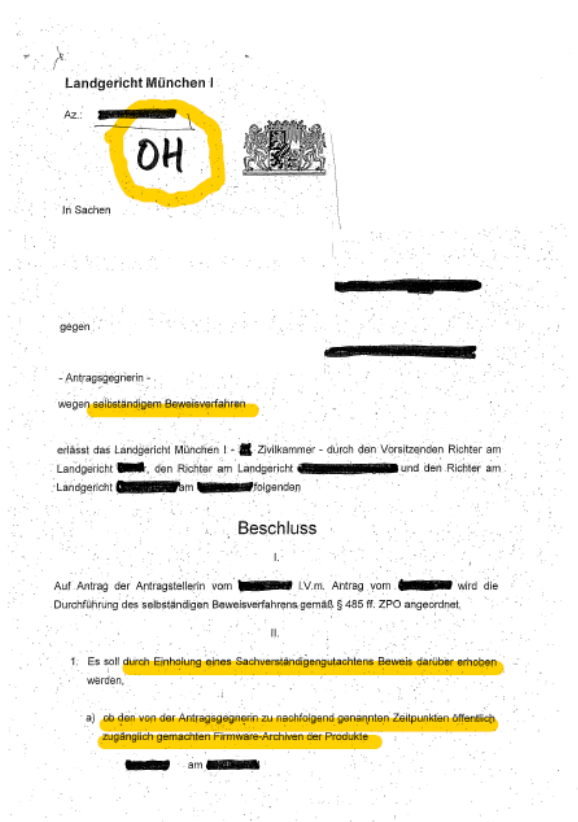 Landgericht München I
Az.:
OH
In Sachen
gegen
- Antragsgegnerin -
wegen selbständigem Beweisverfahren
erlässt das Landgericht München I - Zivilkammer - durch den Vorsitzenden Richter am
Landgericht , den Richter am Landgericht und den Richter am
Landgericht am folgenden
Beschluss
I.
Auf Antrag der Antragstellerin vom i.V.m. Antrag vom wird die
Durchführung des selbständigen Beweisverfahrens gemäß § 485 ff. ZPO angeordnet.
II.
1. Es soll durch Einholung eines Sachverständigengutachtens Beweis darüber erhoben
werden,
a) ob den von der Antragsgegnerin zu nachfolgend genannten Zeitpunkten öffentlich
zugänglich gemachten Firmware-Archiven der Produkte
am